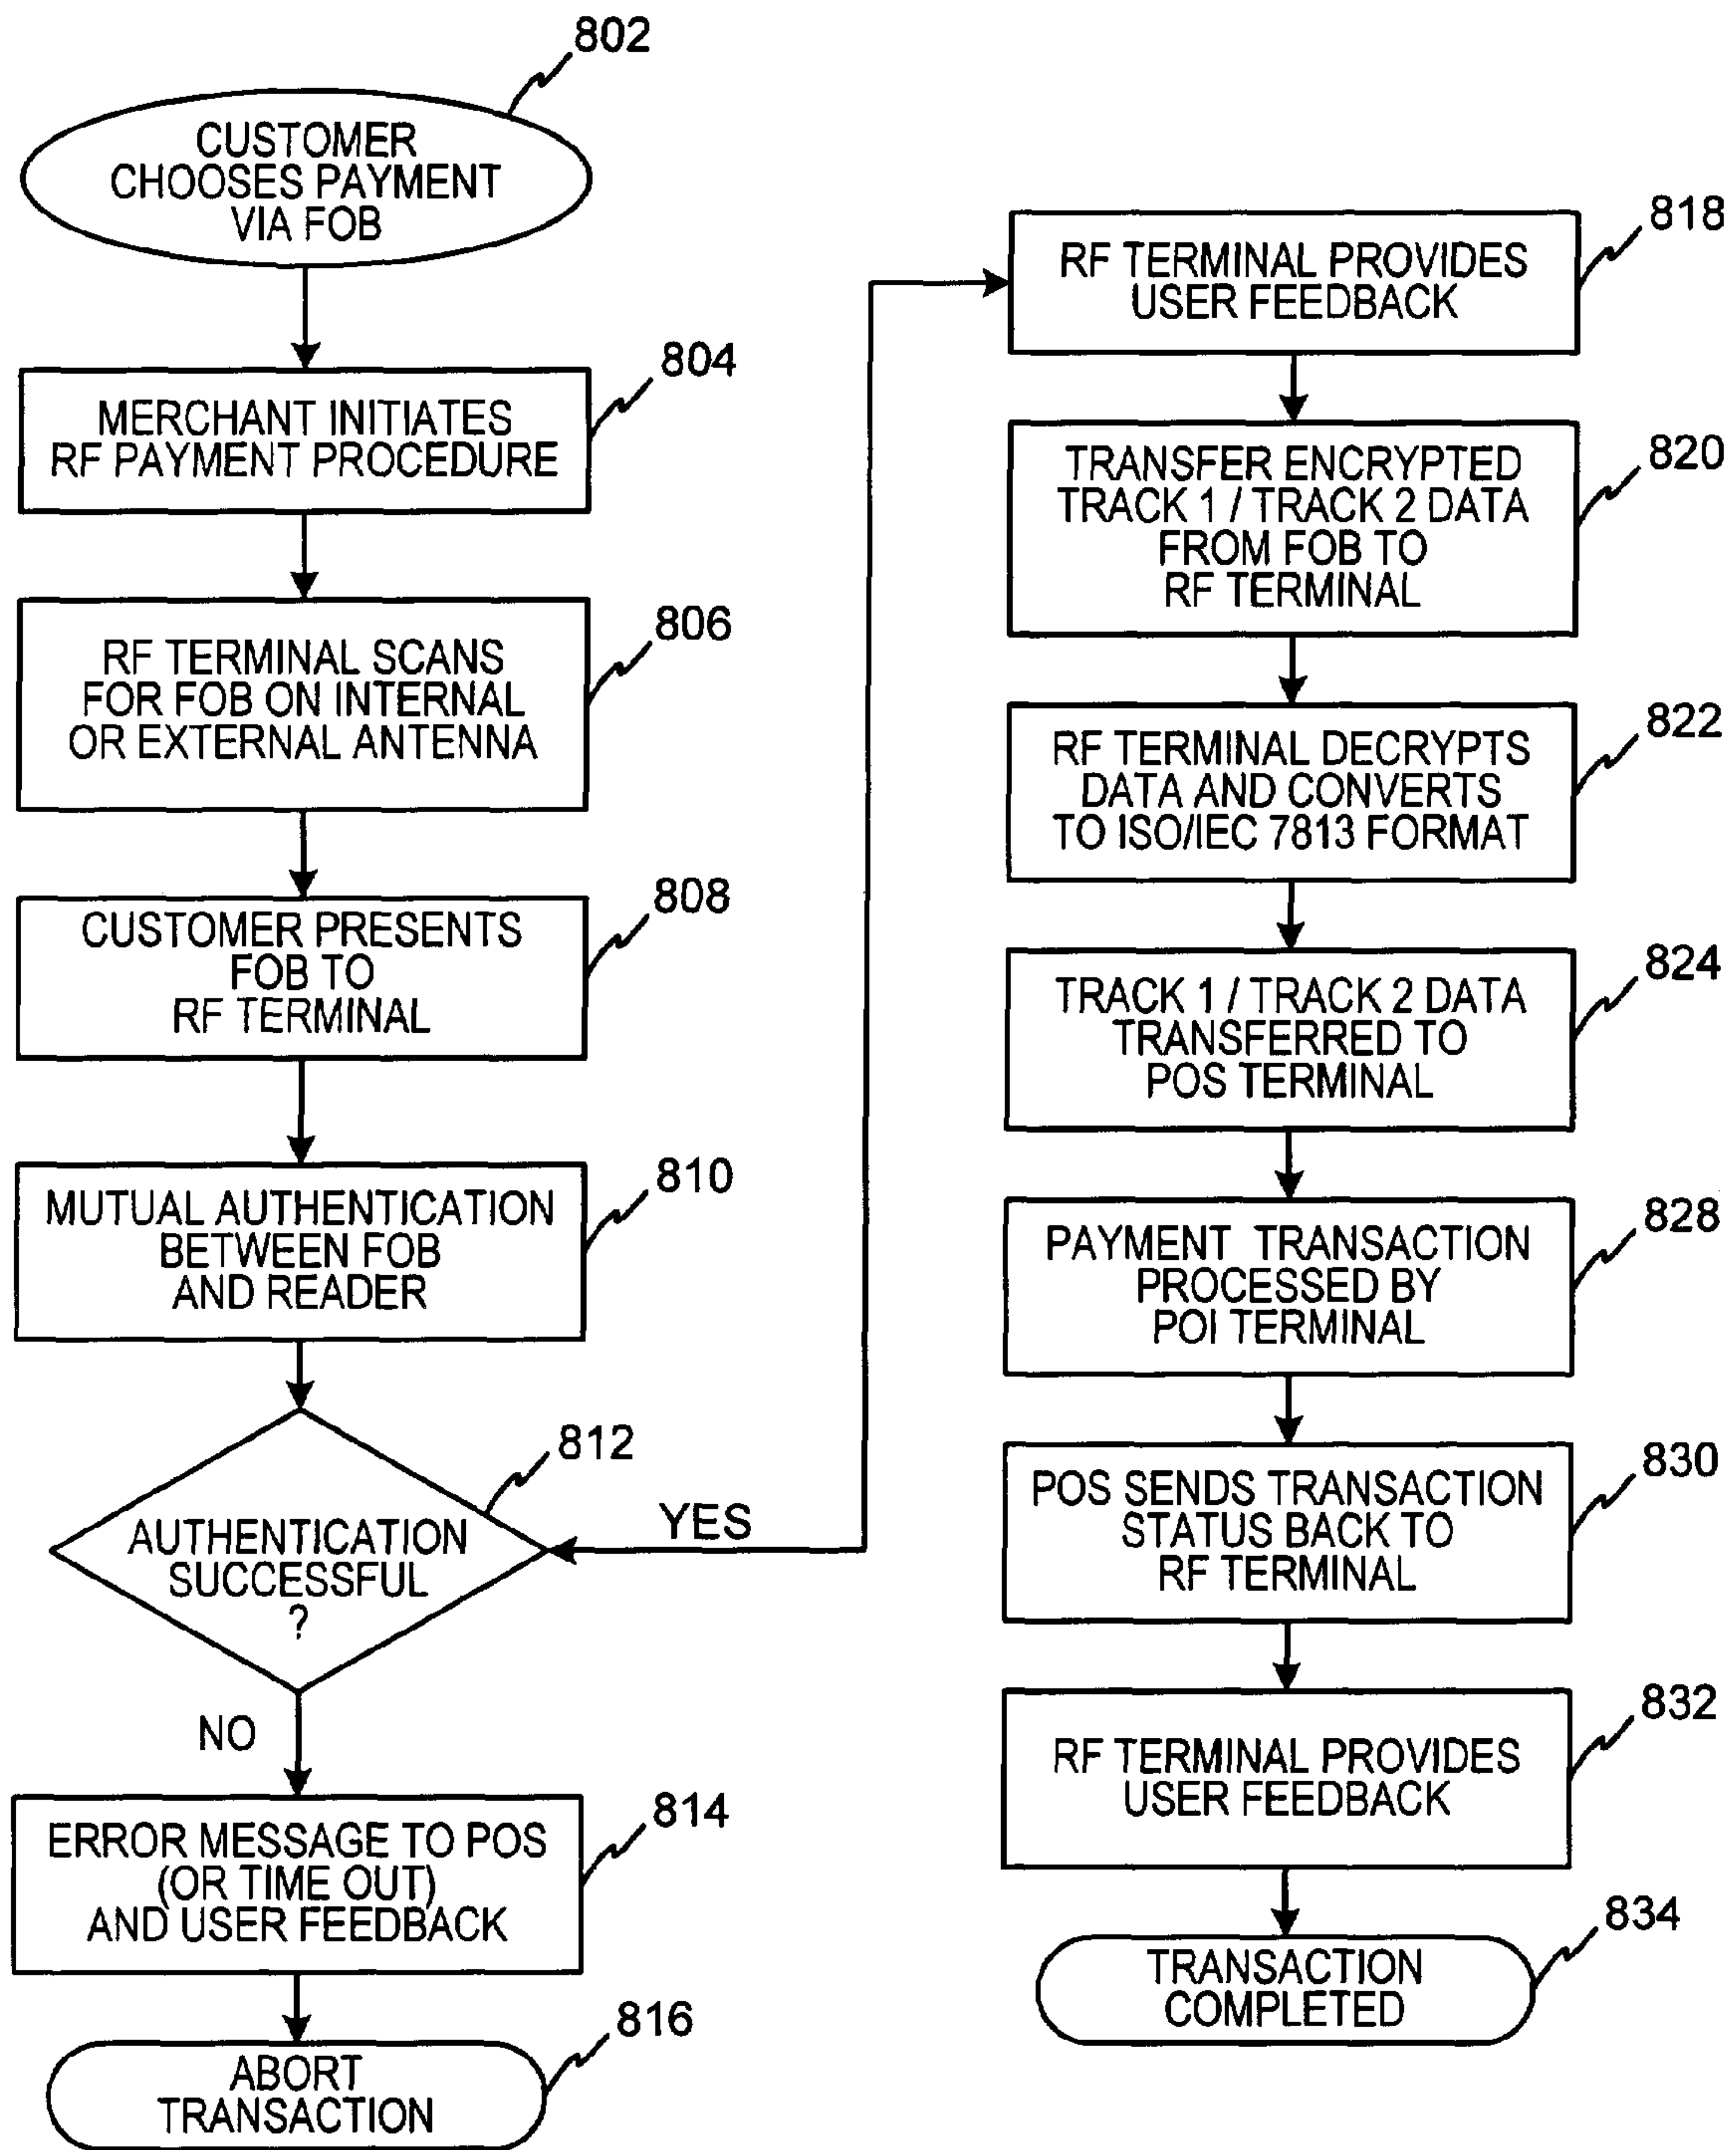 802
CUSTOMER
CHOOSES PAYMENT
VIA FOB
804
MERCHANT INITIATES
RF PAYMENT PROCEDURE
806
RF TERMINAL SCANS
FOR FOB ON INTERNAL
OR EXTERNAL ANTENNA
808
CUSTOMER PRESENTS
FOB TO
RF TERMINAL
810
MUTUAL AUTHENTICATION
BETWEEN FOB
AND READER
812
AUTHENTICATION
SUCCESSFUL
?
YES
NO
814
ERROR MESSAGE TO POS
(OR TIME OUT)
AND USER FEEDBACK
816
ABORT
TRANSACTION
818
RF TERMINAL PROVIDES
USER FEEDBACK
820
TRANSFER ENCRYPTED
TRACK 1 / TRACK 2 DATA
FROM FOB TO
RF TERMINAL
822
RF TERMINAL DECRYPTS
DATA AND CONVERTS
TO ISO/IEC 7813 FORMAT
824
TRACK 1 / TRACK 2 DATA
TRANSFERRED TO
POS TERMINAL
828
PAYMENT TRANSACTION
PROCESSED BY
POI TERMINAL
830
POS SENDS TRANSACTION
STATUS BACK TO
RF TERMINAL
832
RF TERMINAL PROVIDES
USER FEEDBACK
834
TRANSACTION
COMPLETED